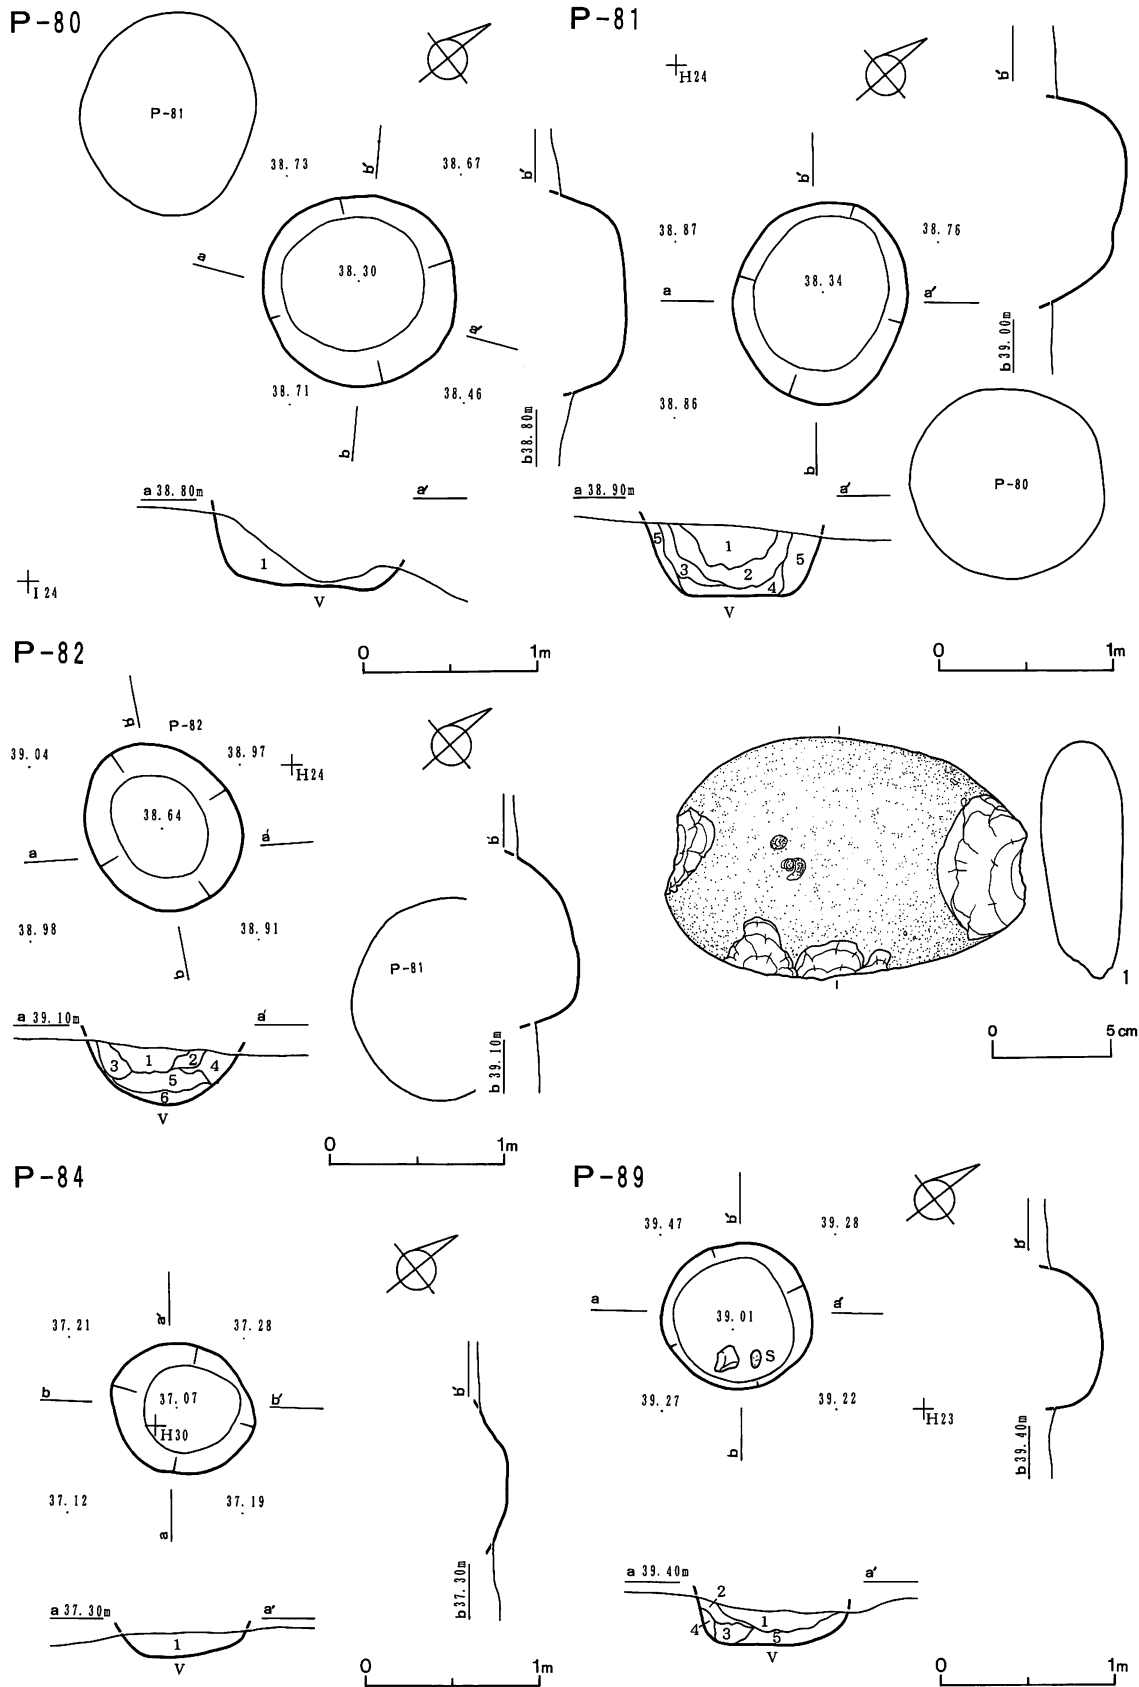 P-80
P-81
38.73
b'
38.67
b'
a
38.30
a'
38.71
38.46
b
b 38.80m
a 38.80m
a'
1
V
I24
P-81
H24
b'
b'
38.87
38.76
38.34
a
a'
b 39.00m
38.86
b
a 38.90m
a'
P-80
5
1
5
3
2
4
V
0
1m
0
1m
P-82
b'
P-82
39.04
38.97
H24
38.64
a
a'
b'
38.98
38.91
b
P-81
a 39.10m
a'
b 39.10m
3
1
2
4
5
6
V
0
1m
1
0
5cm
P-84
37.21
a'
37.28
b
37.07
b'
H30
37.12
37.19
a
b'
b 37.30m
a 37.30m
a'
1
V
0
1m
P-89
39.47
b'
39.28
b'
a
39.01
a'
S
39.27
39.22
H23
b
b 39.40m
a 39.40m
a'
2
1
4
3
5
V
0
1m